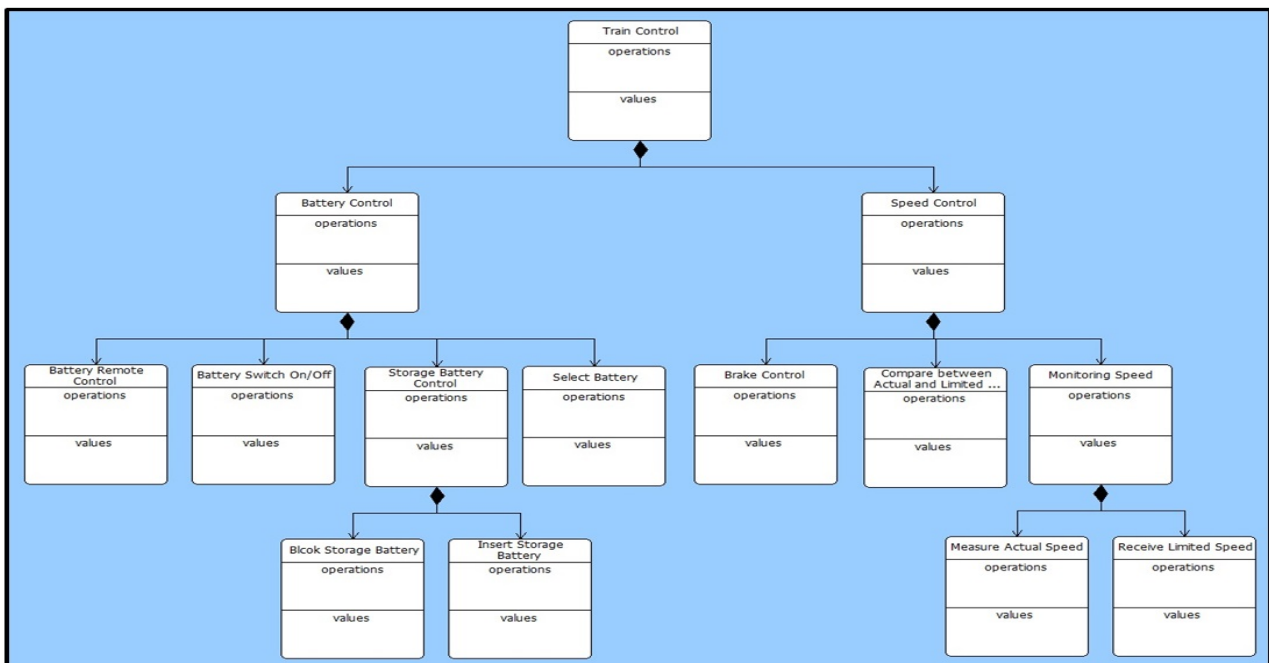 Train Control
operations
values
Battery Control
operations
values
Speed Control
operations
values
Battery Remote
Control
operations
values
Battery Switch On/Off
operations
values
Storage Battery
Control
operations
values
Select Battery
operations
values
Brake Control
operations
values
Compare between
Actual and Limited ...
operations
values
Monitoring Speed
operations
values
Blcok Storage Battery
operations
values
Insert Storage
Battery
operations
values
Measure Actual Speed
operations
values
Receive Limited Speed
operations
values